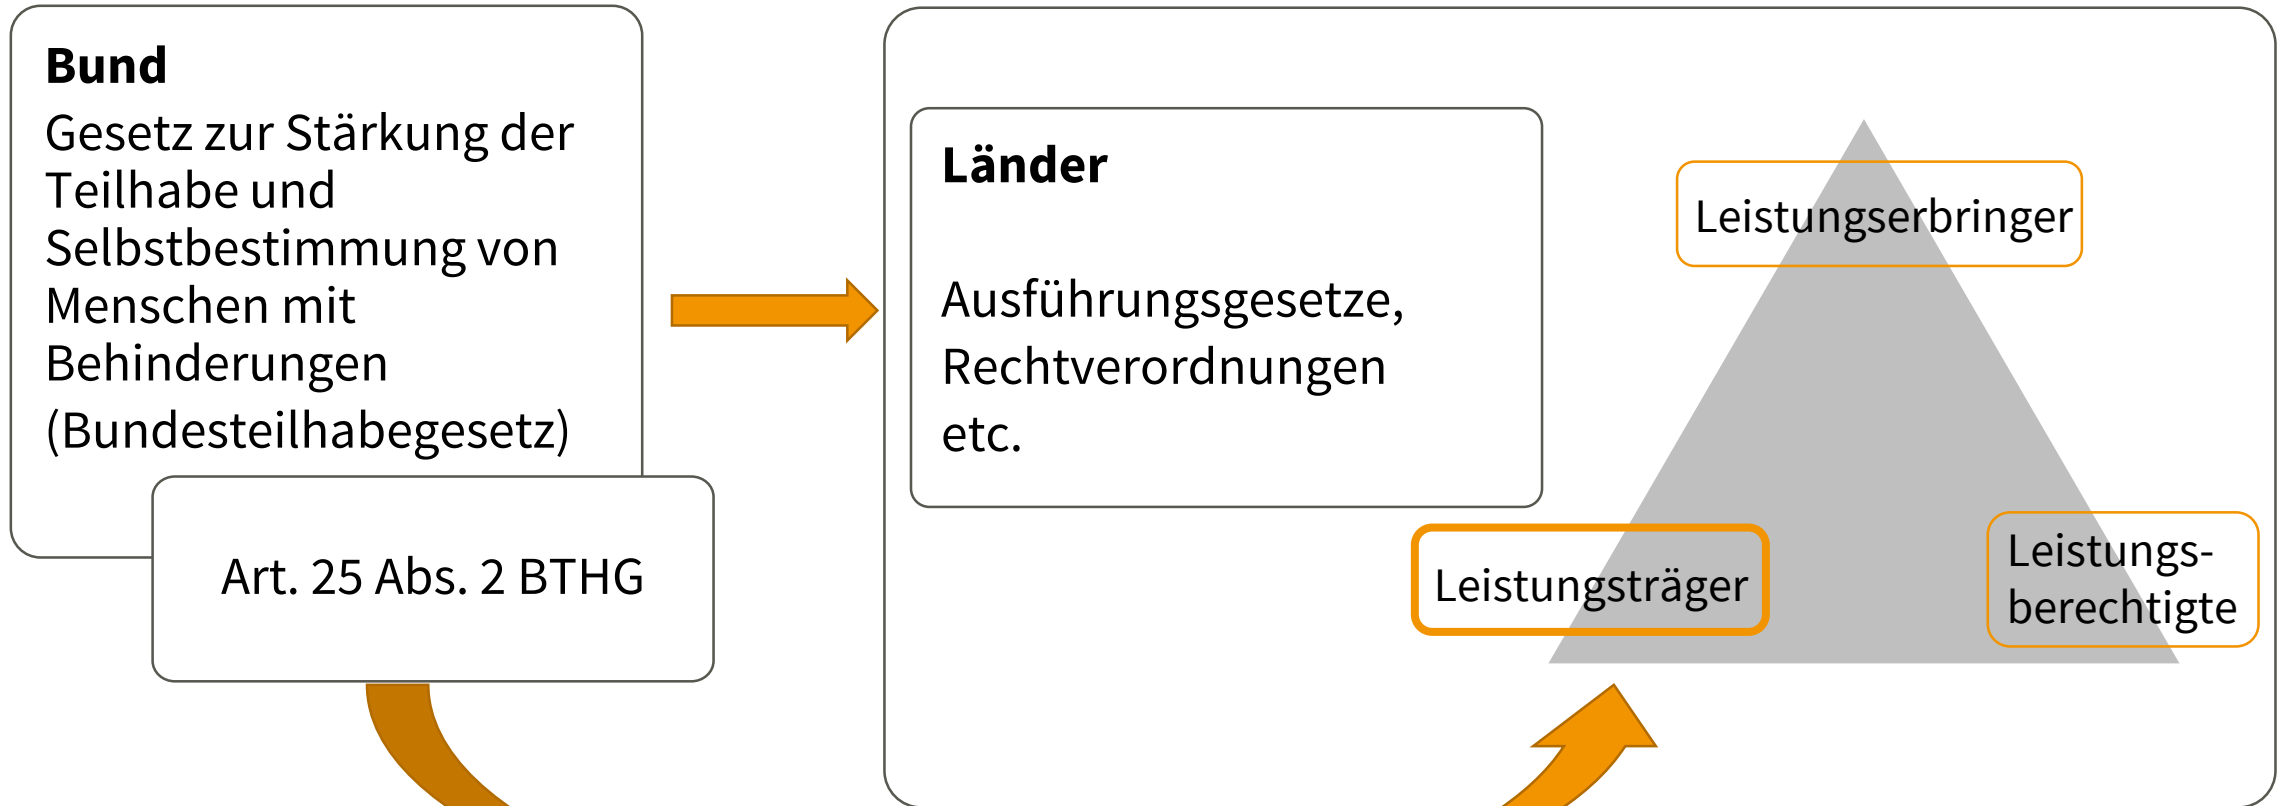 Bund
Gesetz zur Stärkung der
Teilhabe und
Selbstbestimmung von
Menschen mit
Behinderungen
(Bundesteilhabegesetz)
Art. 25 Abs. 2 BTHG
Länder
Ausführungsgesetze,
Rechtverordnungen
etc.
Leistungserbringer
Leistungsträger
Leistungs-
berechtigte